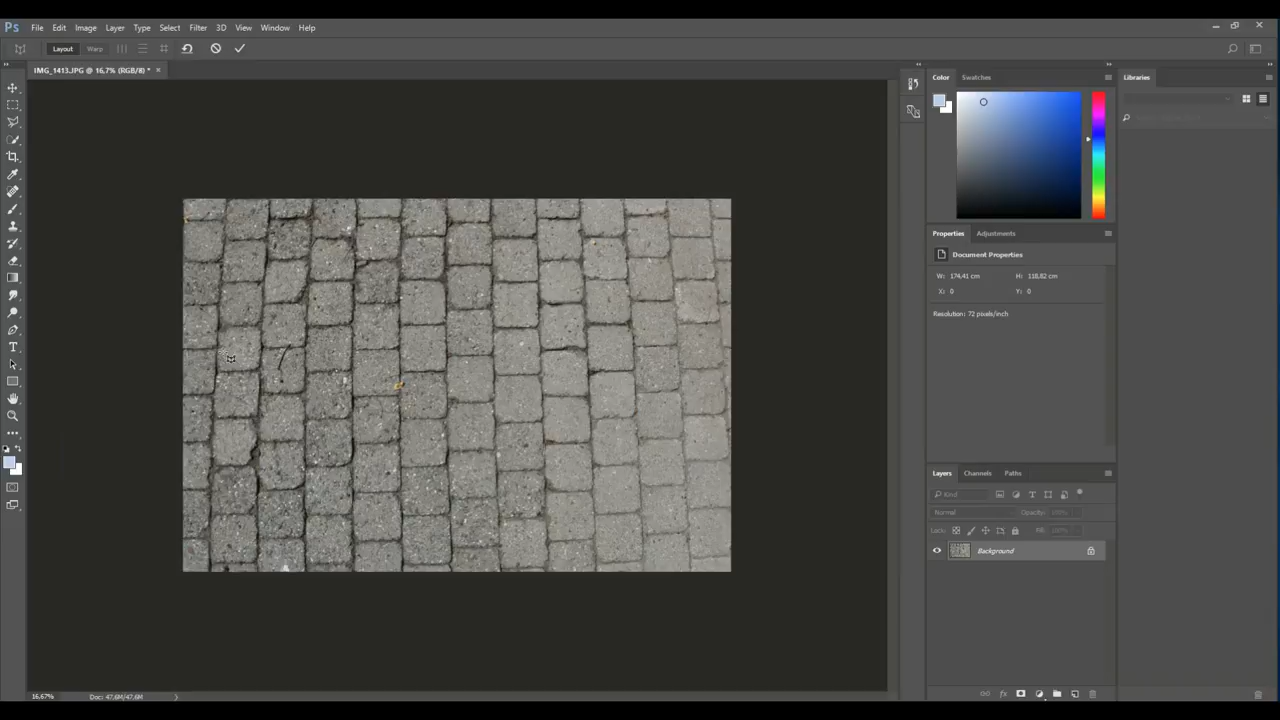 Ps File Edit Image Layer Type Select Filter 3D View Window Help
Layout Warp
IMG_1413.JPG @ 16,7% (RGB/8) * ×
Color Swatches
Libraries
Properties Adjustments
Document Properties
W: 174,41 cm H: 118,82 cm
X: 0 Y: 0
Resolution: 72 pixels/inch
Layers Channels Paths
Kind
Normal Opacity: 100%
Lock: Fill: 100%
Background
16,67% Doc: 47,6M/47,6M